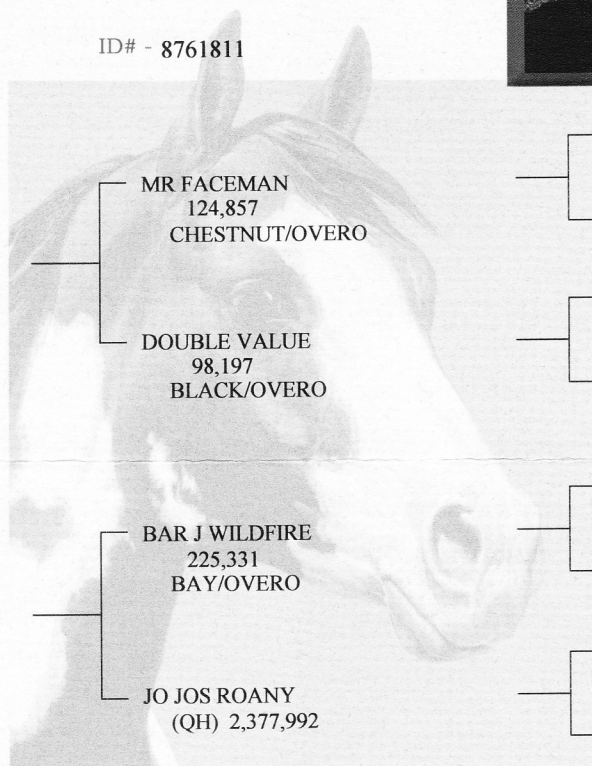 ID# - 8761811
MR FACEMAN
124,857
CHESTNUT/OVERO
DOUBLE VALUE
98,197
BLACK/OVERO
BAR J WILDFIRE
225,331
BAY/OVERO
JO JOS ROANY
(QH) 2,377,992